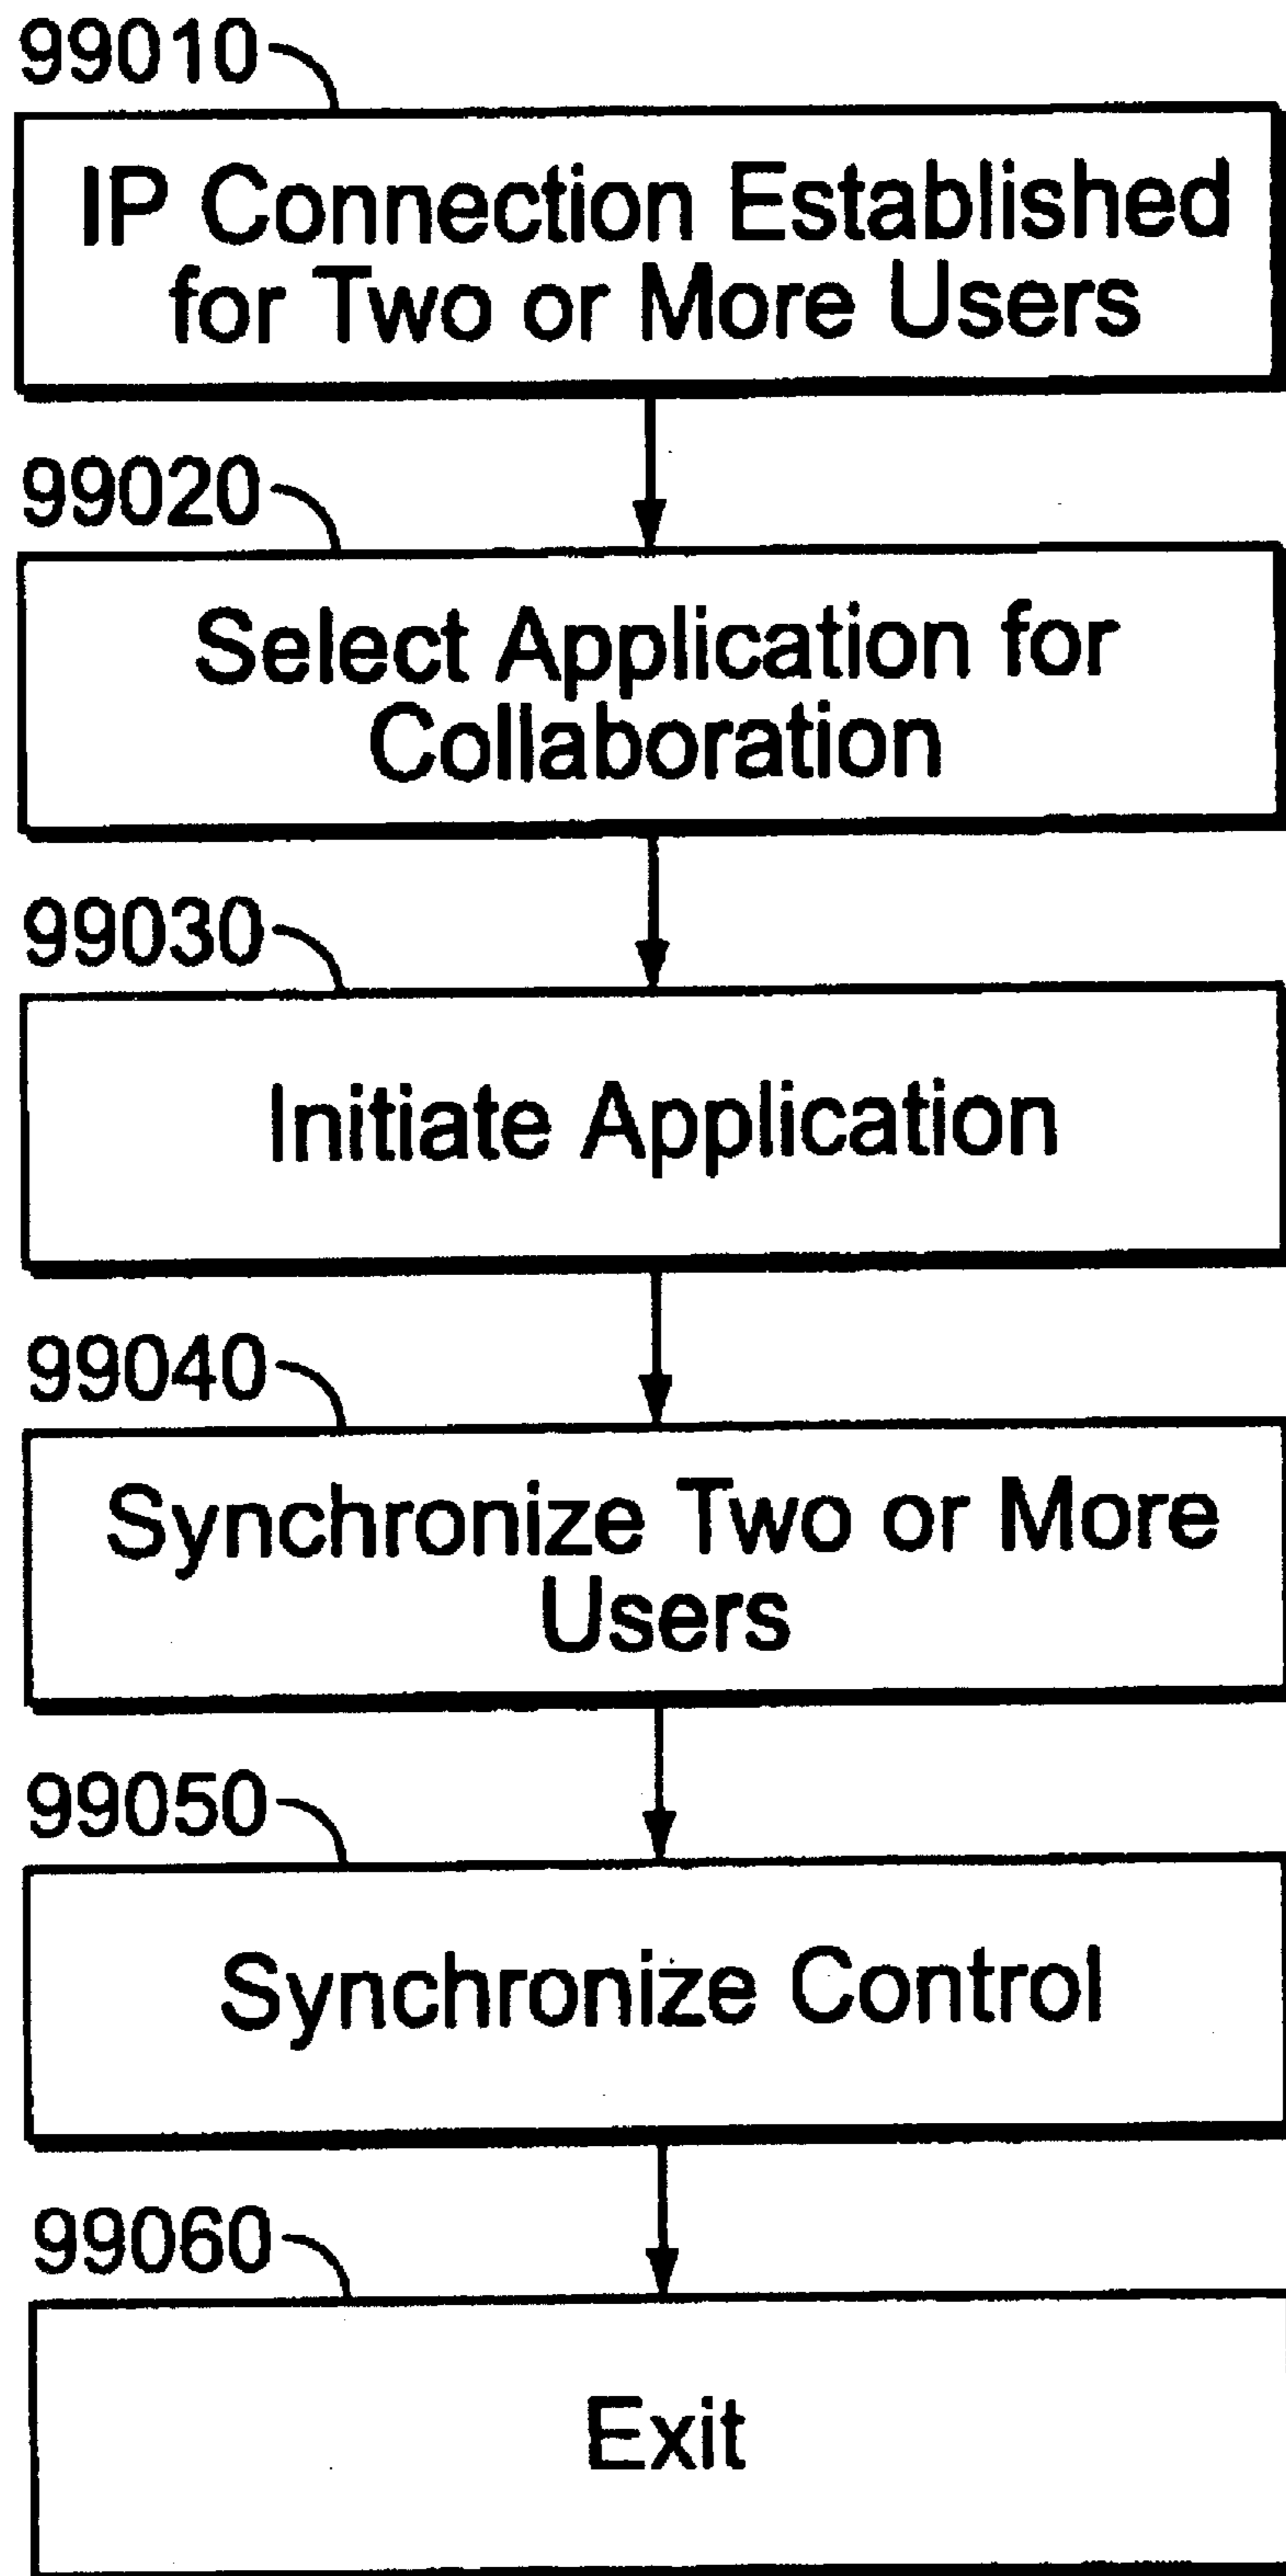 99010
IP Connection Established
for Two or More Users
99020
Select Application for
Collaboration
99030
Initiate Application
99040
Synchronize Two or More
Users
99050
Synchronize Control
99060
Exit